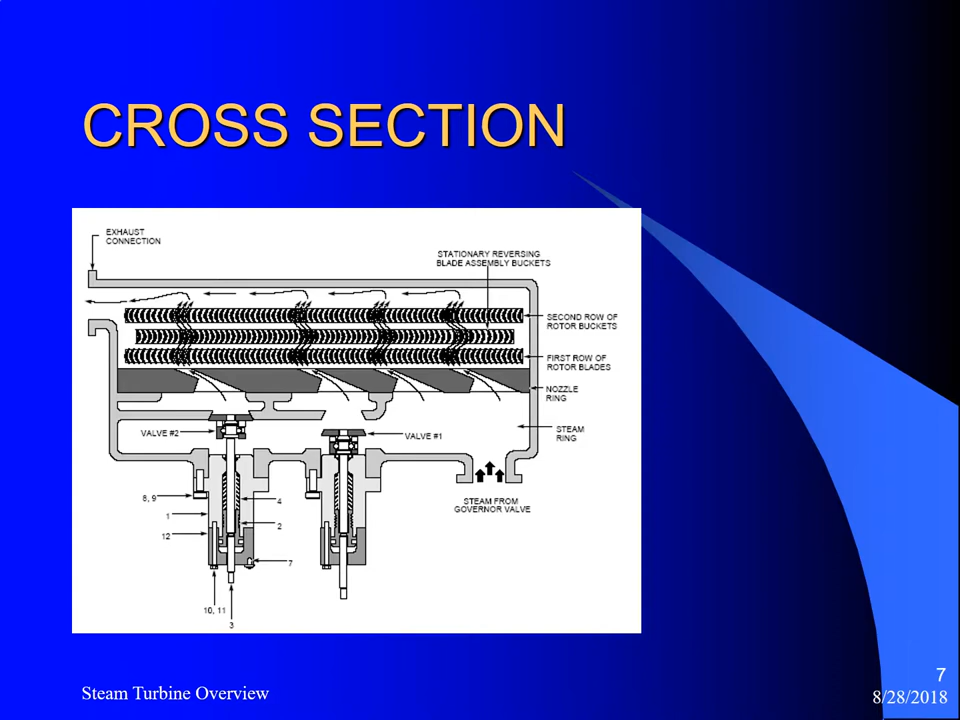 CROSS SECTION
EXHAUST
CONNECTION
STATIONARY REVERSING
BLADE ASSEMBLY BUCKETS
SECOND ROW OF
ROTOR BUCKETS
FIRST ROW OF
ROTOR BLADES
NOZZLE
RING
VALVE #2
VALVE #1
STEAM
RING
8, 9
4
STEAM FROM
GOVERNOR VALVE
1
2
12
7
10, 11
3
7
Steam Turbine Overview
8/28/2018